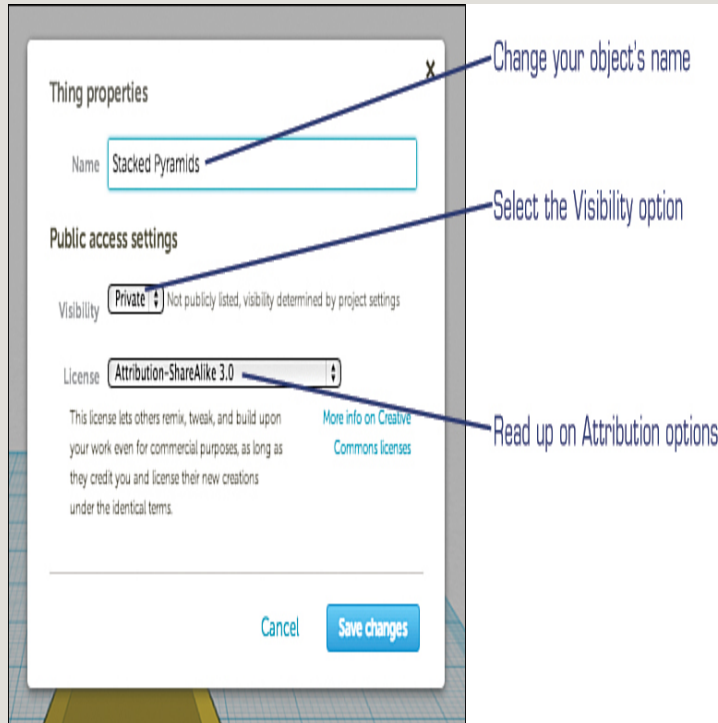 x
Thing properties
Name Stacked Pyramids
Public access settings
Visibility Private Not publicly listed, visibility determined by project settings
License Attribution-ShareAlike 3.0
This license lets others remix, tweak, and build upon
your work even for commercial purposes, as long as
they credit you and license their new creations
under the identical terms.
More info on Creative
Commons licenses
Cancel Save changes
Change your object's name
Select the Visibility option
Read up on Attribution options